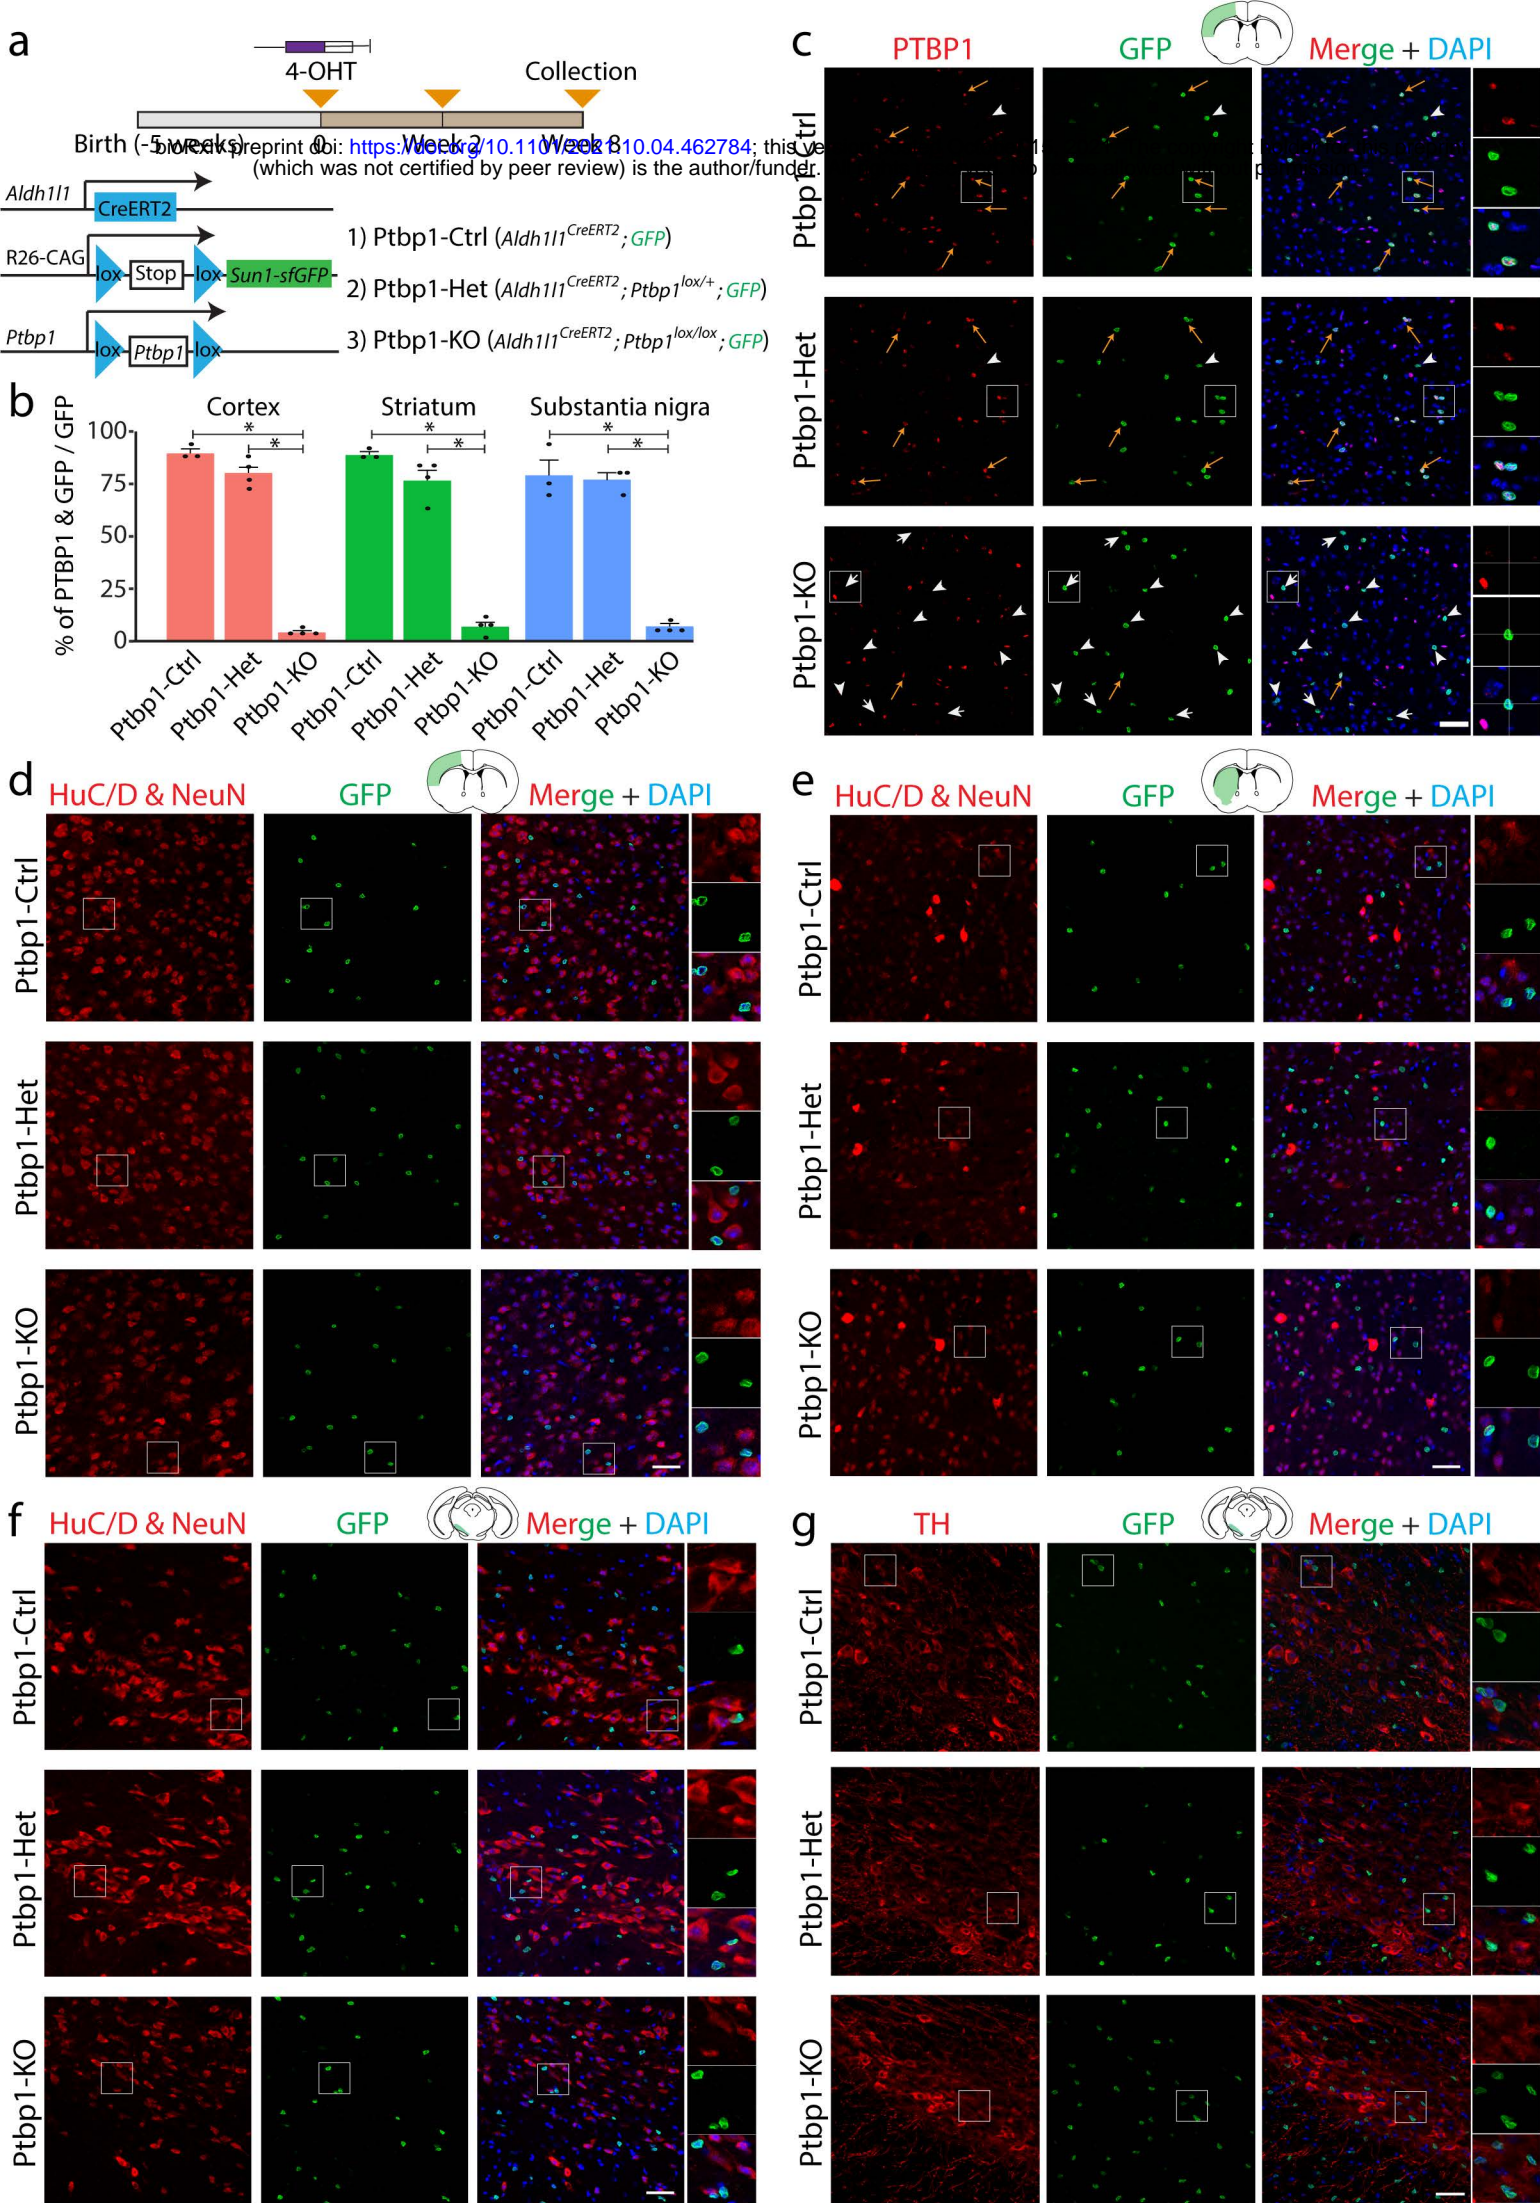 a
4-OHT
Collection
Birth (-5 weeks)
0
Week 2
Week 8
bioRxiv preprint doi: https://doi.org/10.1101/2021.10.04.462784; this
(which was not certified by peer review) is the author/funder.
Aldh1l1
CreERT2
R26-CAG
lox
Stop
lox
Sun1-sfGFP
Ptbp1
lox
Ptbp1
lox
1) Ptbp1-Ctrl (Aldh1l1CreERT2; GFP)
2) Ptbp1-Het (Aldh1l1CreERT2; Ptbp1lox/+; GFP)
3) Ptbp1-KO (Aldh1l1CreERT2; Ptbp1lox/lox; GFP)
b
% of PTBP1 & GFP / GFP
Cortex
Striatum
Substantia nigra
100
75
50
25
0
*
*
*
*
*
*
Ptbp1-Ctrl
Ptbp1-Het
Ptbp1-KO
Ptbp1-Ctrl
Ptbp1-Het
Ptbp1-KO
Ptbp1-Ctrl
Ptbp1-Het
Ptbp1-KO
c
PTBP1
GFP
Merge + DAPI
Ptbp1-Ctrl
Ptbp1-Het
Ptbp1-KO
d
HuC/D & NeuN
GFP
Merge + DAPI
Ptbp1-Ctrl
Ptbp1-Het
Ptbp1-KO
e
HuC/D & NeuN
GFP
Merge + DAPI
Ptbp1-Ctrl
Ptbp1-Het
Ptbp1-KO
f
HuC/D & NeuN
GFP
Merge + DAPI
Ptbp1-Ctrl
Ptbp1-Het
Ptbp1-KO
g
TH
GFP
Merge + DAPI
Ptbp1-Ctrl
Ptbp1-Het
Ptbp1-KO